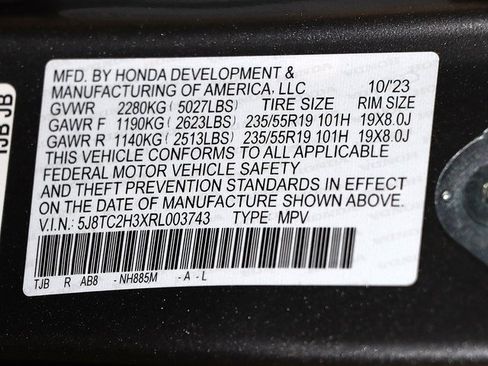 MFD. BY HONDA DEVELOPMENT &
MANUFACTURING OF AMERICA, LLC 10/'23
GVWR 2280KG(5027LBS) TIRE SIZE RIM SIZE
GAWR F 1190KG(2623LBS) 235/55R19 101H 19X8.0J
GAWR R 1140KG(2513LBS) 235/55R19 101H 19X8.0J
THIS VEHICLE CONFORMS TO ALL APPLICABLE
FEDERAL MOTOR VEHICLE SAFETY
AND THEFT PREVENTION STANDARDS IN EFFECT
ON THE DATE OF MANUFACTURE SHOWN ABOVE.
V.I.N.: 5J8TC2H3XRL003743 TYPE: MPV
TJB R AB8 -NH885M -A-L